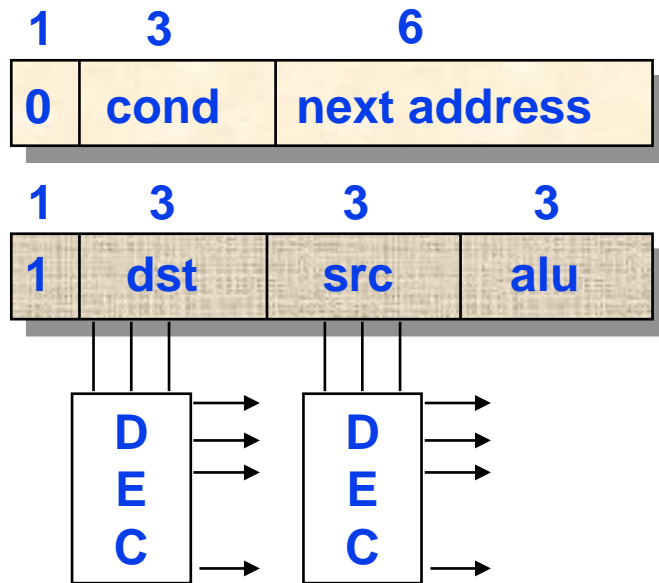 1 3 6
0 cond next address
1 3 3 3
1 dst src alu
D D
E E
C C